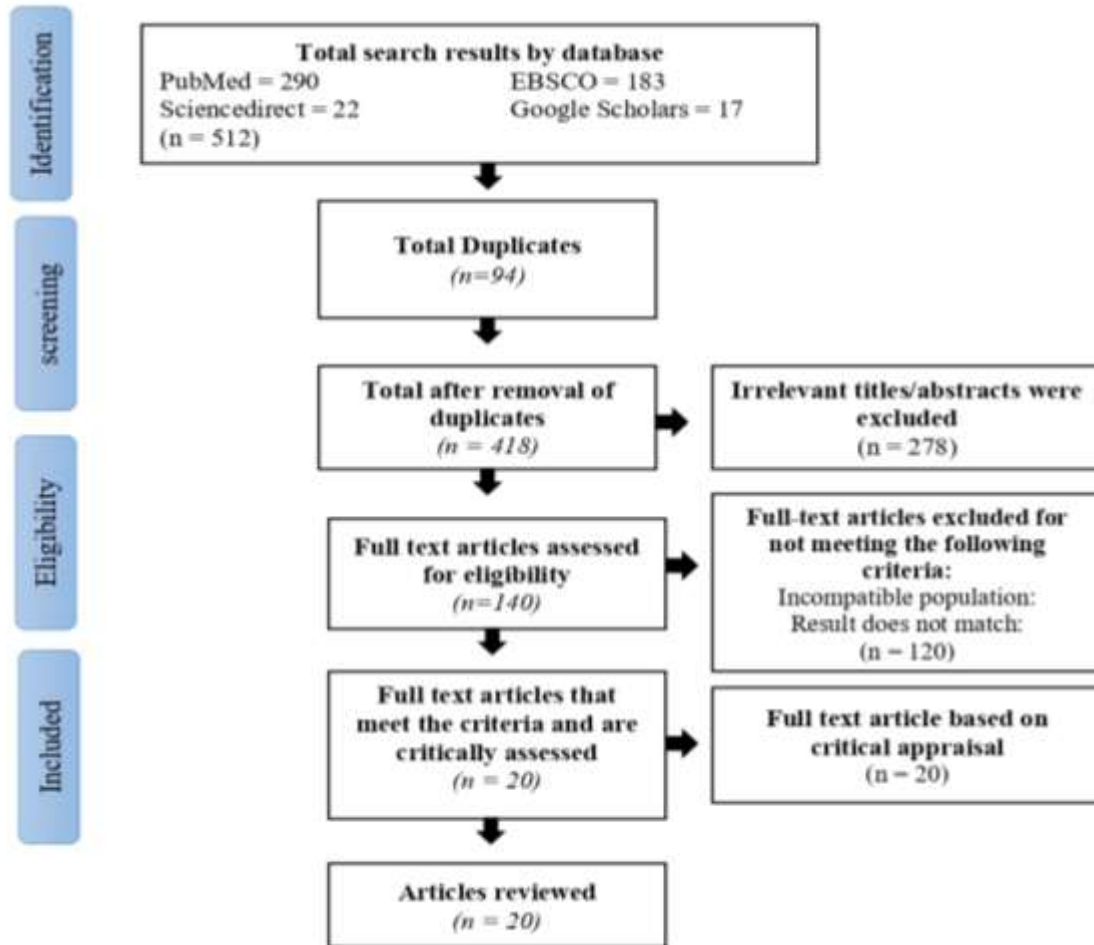 Identification
Total search results by database
PubMed = 290 EBSCO = 183
Sciencedirect = 22 Google Scholars = 17
(n = 512)
screening
Total Duplicates
(n=94)
Total after removal of
duplicates
(n = 418)
Irrelevant titles/abstracts were
excluded
(n = 278)
Eligibility
Full text articles assessed
for eligibility
(n=140)
Full-text articles excluded for
not meeting the following
criteria:
Incompatible population:
Result does not match:
(n = 120)
Included
Full text articles that
meet the criteria and are
critically assessed
(n = 20)
Full text article based on
critical appraisal
(n = 20)
Articles reviewed
(n = 20)